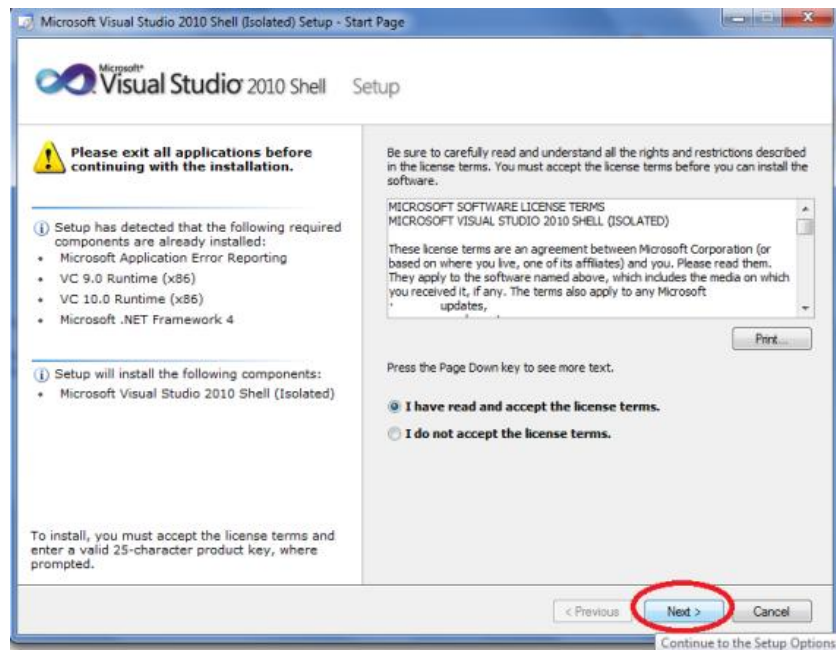 Microsoft Visual Studio 2010 Shell (Isolated) Setup - Start Page
Microsoft®
Visual Studio® 2010 Shell Setup
Please exit all applications before
continuing with the installation.
Setup has detected that the following required
components are already installed:
• Microsoft Application Error Reporting
• VC 9.0 Runtime (x86)
• VC 10.0 Runtime (x86)
• Microsoft .NET Framework 4
Setup will install the following components:
• Microsoft Visual Studio 2010 Shell (Isolated)
To install, you must accept the license terms and
enter a valid 25-character product key, where
prompted.
Be sure to carefully read and understand all the rights and restrictions described
in the license terms. You must accept the license terms before you can install the
software.
MICROSOFT SOFTWARE LICENSE TERMS
MICROSOFT VISUAL STUDIO 2010 SHELL (ISOLATED)
These license terms are an agreement between Microsoft Corporation (or
based on where you live, one of its affiliates) and you. Please read them.
They apply to the software named above, which includes the media on which
you received it, if any. The terms also apply to any Microsoft
· updates,
Print...
Press the Page Down key to see more text.
I have read and accept the license terms.
I do not accept the license terms.
< Previous
Next >
Cancel
Continue to the Setup Options